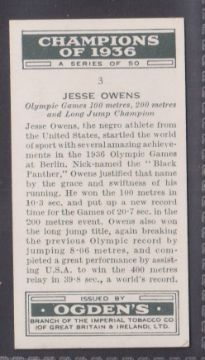 CHAMPIONS
OF 1936
A SERIES OF 50
3
JESSE OWENS
Olympic Games 100 metres, 200 metres
and Long Jump Champion
Jesse Owens, the negro athlete from
the United States, startled the world
of sport with several amazing achieve-
ments in the 1936 Olympic Games
at Berlin. Nick-named the "Black
Panther," Owens justified that name
by the grace and swiftness of his
running. He won the 100 metres in
10·3 sec, and put up a new record
time for the Games of 20·7 sec. in the
200 metres event. Owens also won
the long jump title, again breaking
the previous Olympic record by
jumping 8·06 metres, and com-
pleted a great performance by assist-
ing U.S.A. to win the 400 metres
relay in 39·8 sec., a world's record.
ISSUED BY
OGDEN'S
BRANCH OF THE IMPERIAL TOBACCO CO
(OF GREAT BRITAIN & IRELAND), LTD.